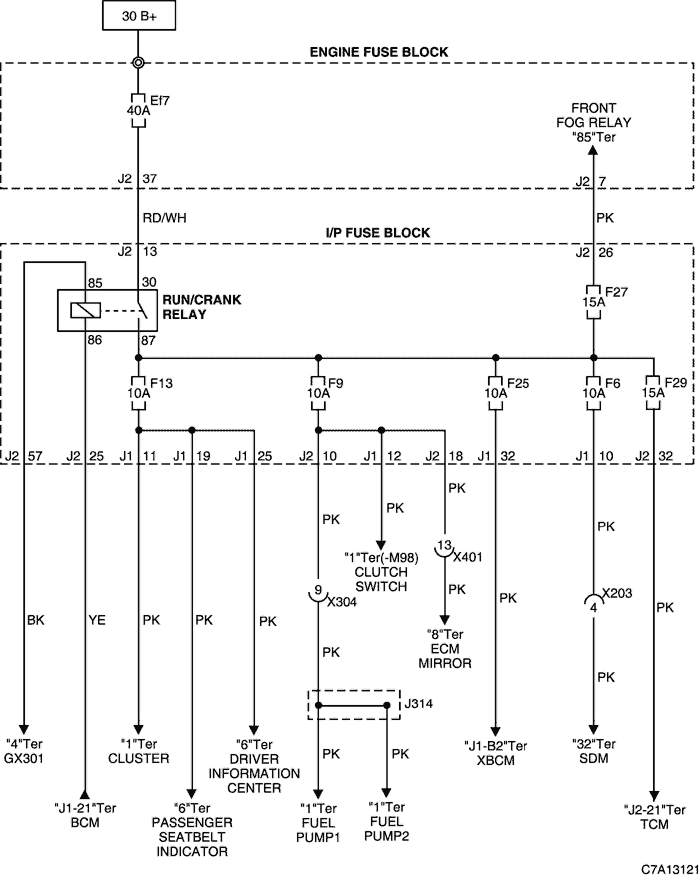 30 B+
ENGINE FUSE BLOCK
Ef7
40A
FRONT
FOG RELAY
"85"Ter
J2 37
J2 7
RD/WH
PK
I/P FUSE BLOCK
J2 13
J2 26
85
30
RUN/CRANK
RELAY
F27
15A
86
87
F13
10A
F9
10A
F25
10A
F6
10A
F29
15A
J2 57
J2 25
J1 11
J1 19
J1 25
J2 10
J1 12
J2 18
J1 32
J1 10
J2 32
PK
PK
PK
PK
13
X401
"1"Ter(-M98)
CLUTCH
SWITCH
9
X304
PK
X203
4
PK
PK
BK
YE
PK
PK
PK
"8"Ter
ECM
MIRROR
PK
PK
J314
"4"Ter
GX301
"1"Ter
CLUSTER
"6"Ter
DRIVER
INFORMATION
CENTER
PK
PK
"J1-B2"Ter
XBCM
"32"Ter
SDM
"J1-21"Ter
BCM
"6"Ter
PASSENGER
SEATBELT
INDICATOR
"1"Ter
FUEL
PUMP1
"1"Ter
FUEL
PUMP2
"J2-21"Ter
TCM
C7A13121